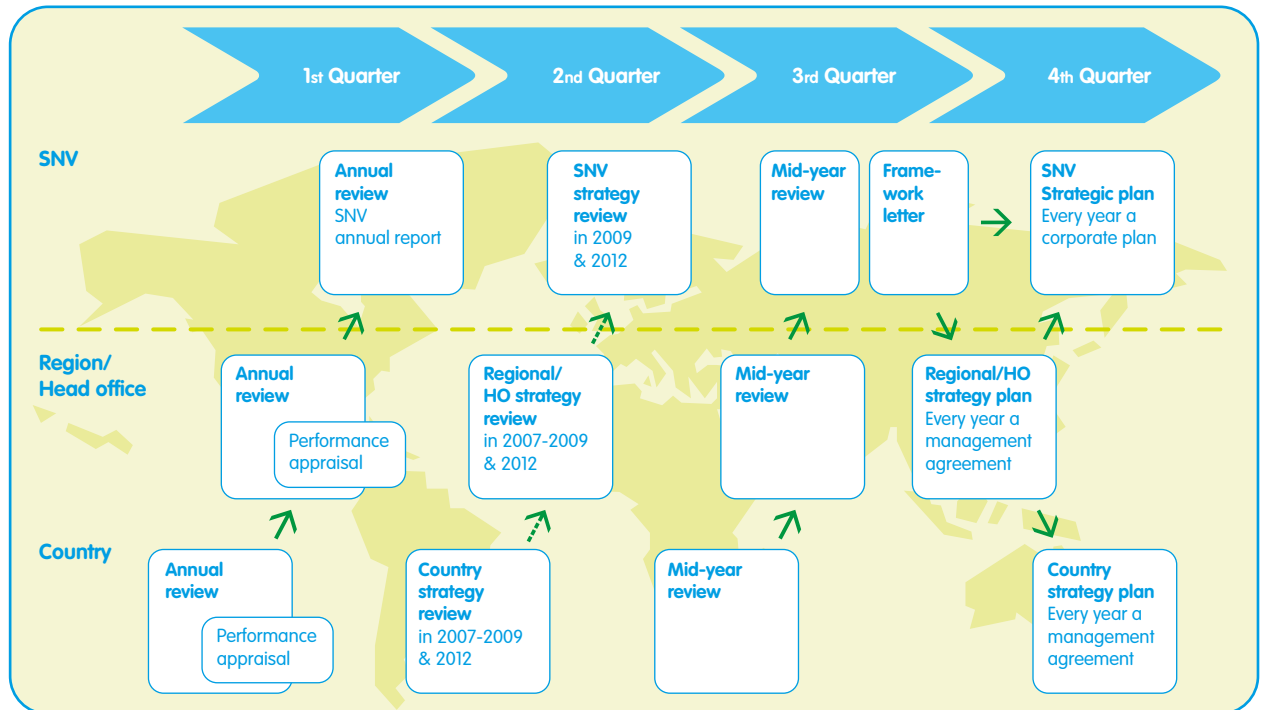 1st Quarter
2nd Quarter
3rd Quarter
4th Quarter
SNV
Annual
review
SNV
annual report
SNV
strategy
review
in 2009
& 2012
Mid-year
review
Frame-
work
letter
SNV
Strategic plan
Every year a
corporate plan
Region/
Head office
Annual
review
Performance
appraisal
Regional/
HO strategy
review
in 2007-2009
& 2012
Mid-year
review
Regional/HO
strategy plan
Every year a
management
agreement
Country
Annual
review
Performance
appraisal
Country
strategy
review
in 2007-2009
& 2012
Mid-year
review
Country
strategy plan
Every year a
management
agreement